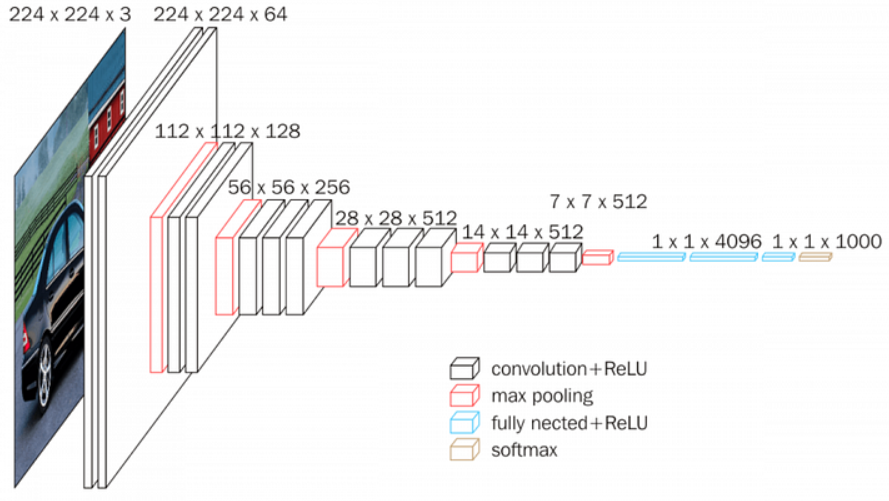 224 x 224 x 3 224 x 224 x 64
112 x 112 x 128
56 x 56 x 256
28 x 28 x 512
14 x 14 x 512
7 x 7 x 512
1 x 1 x 4096 1 x 1 x 1000
convolution+ReLU
max pooling
fully nected+ReLU
softmax